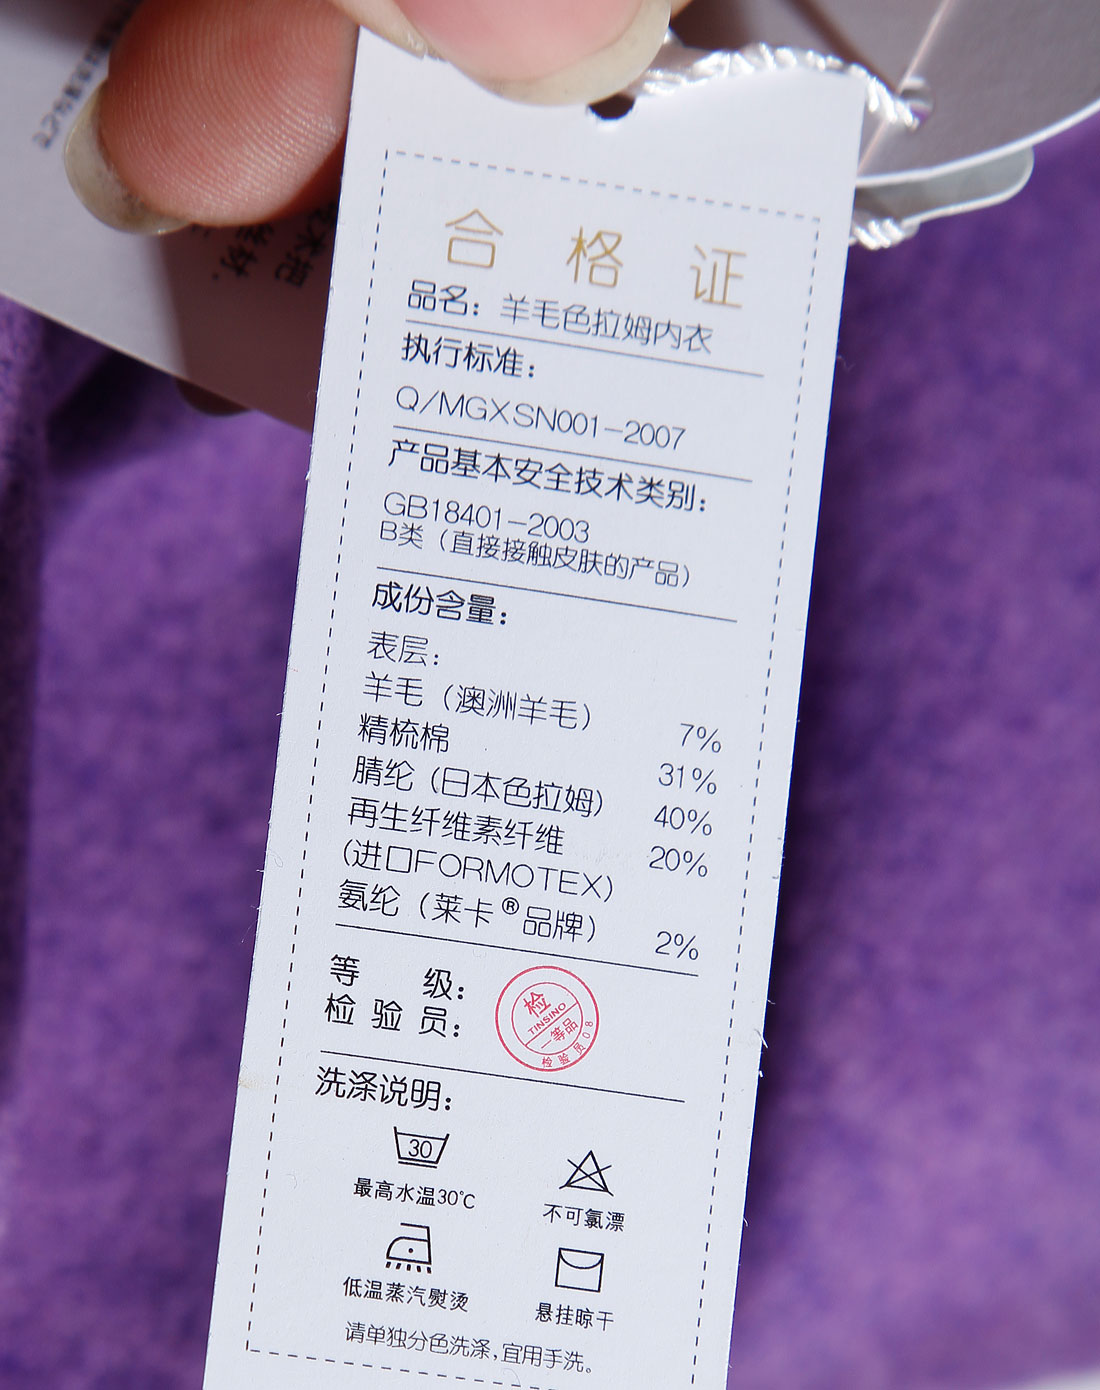 合格证
品名：羊毛色拉姆内衣
执行标准：
Q/MGXSN001-2007
产品基本安全技术类别：
GB18401-2003
B类（直接接触皮肤的产品）
成份含量：
表层：
羊毛（澳洲羊毛） 7%
精梳棉 31%
腈纶（日本色拉姆） 40%
再生纤维素纤维 20%
(进口FORMOTEX)
氨纶（莱卡®品牌） 2%
等 级：
检验员：
检
TINSINO
一等品
检验员08
洗涤说明：
30
最高水温30℃
不可氯漂
低温蒸汽熨烫
悬挂晾干
请单独分色洗涤,宜用手洗。